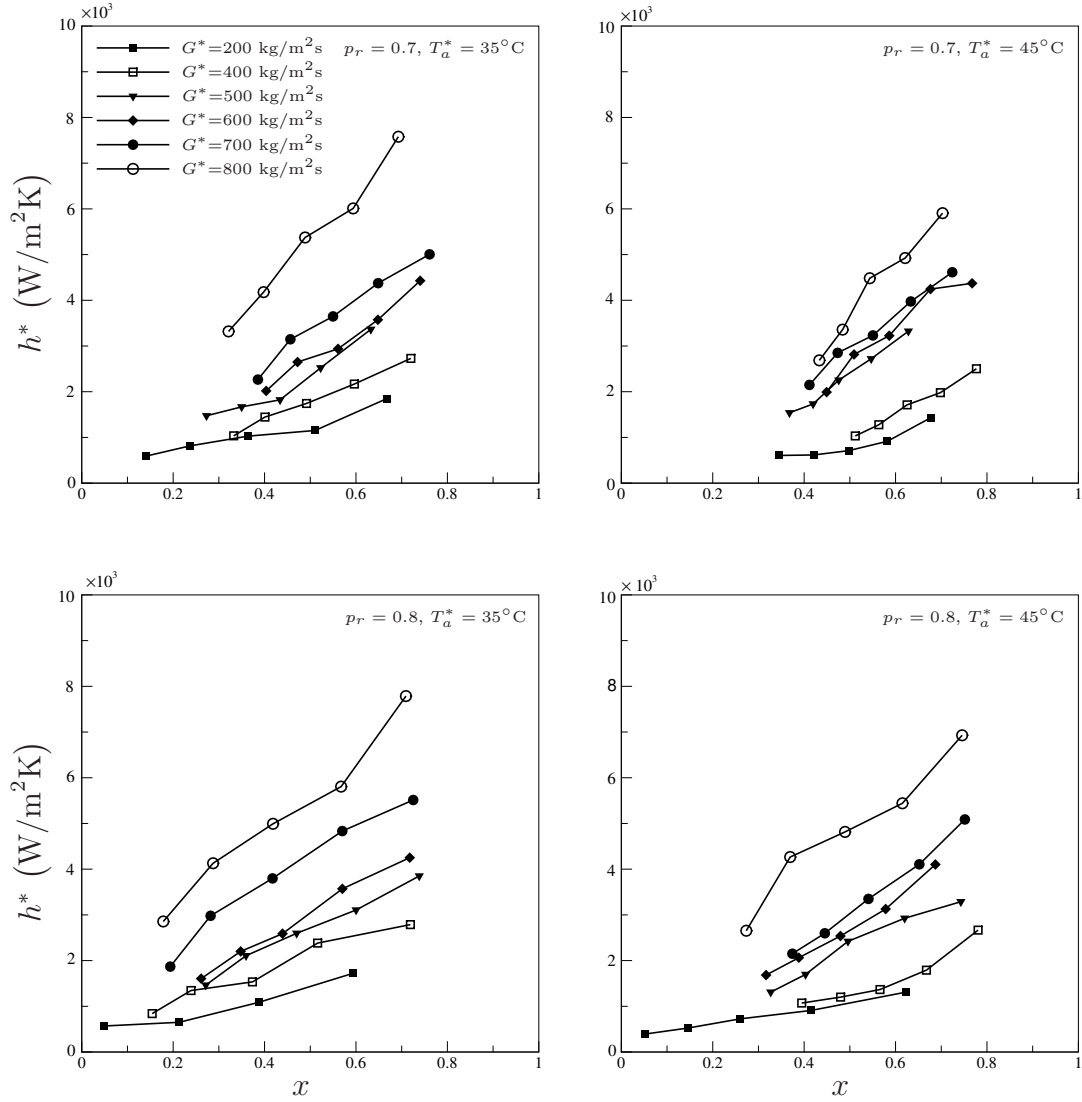 ×10³
10
8
6
4
2
0
0 0.2 0.4 0.6 0.8 1
h* (W/m²K)
p_r = 0.7, T_a* = 35°C
G*=200 kg/m²s
G*=400 kg/m²s
G*=500 kg/m²s
G*=600 kg/m²s
G*=700 kg/m²s
G*=800 kg/m²s
×10³
10
8
6
4
2
0
0 0.2 0.4 0.6 0.8 1
p_r = 0.7, T_a* = 45°C
×10³
10
8
6
4
2
0
0 0.2 0.4 0.6 0.8 1
h* (W/m²K)
x
p_r = 0.8, T_a* = 35°C
×10³
10
8
6
4
2
0
0 0.2 0.4 0.6 0.8 1
x
p_r = 0.8, T_a* = 45°C